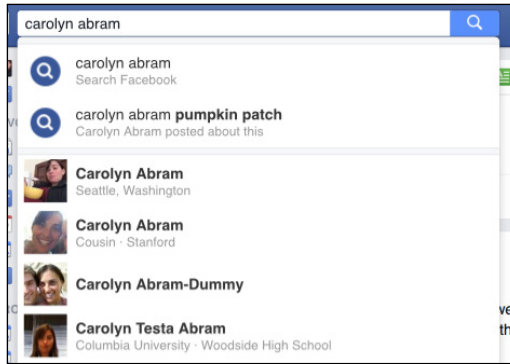 carolyn abram
carolyn abram
Search Facebook
carolyn abram pumpkin patch
Carolyn Abram posted about this
Carolyn Abram
Seattle, Washington
Carolyn Abram
Cousin · Stanford
Carolyn Abram-Dummy
Carolyn Testa Abram
Columbia University · Woodside High School